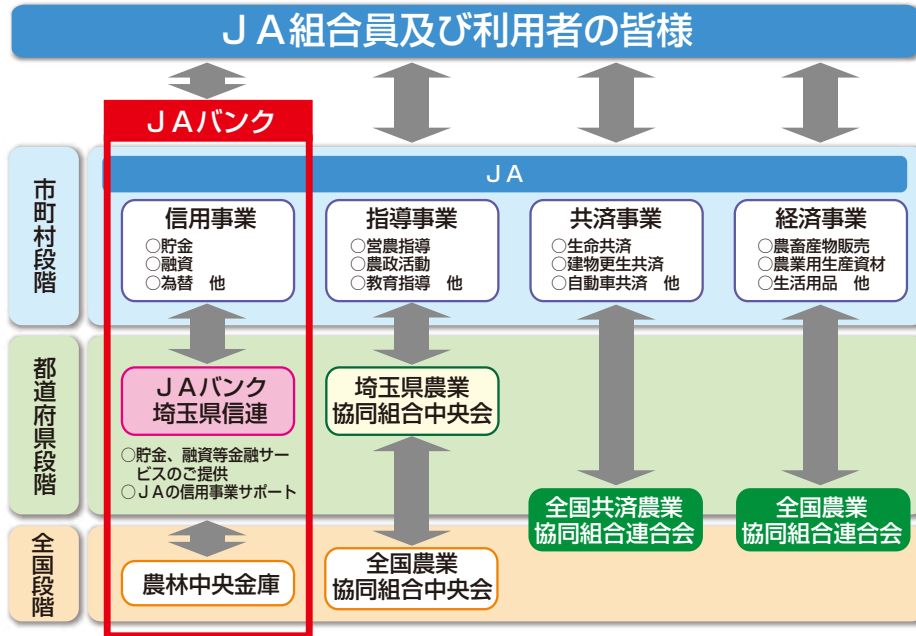 ＪＡ組合員及び利用者の皆様
ＪＡバンク
市町村段階
ＪＡ
信用事業
○貯金
○融資
○為替　他
指導事業
○営農指導
○農政活動
○教育指導　他
共済事業
○生命共済
○建物更生共済
○自動車共済　他
経済事業
○農畜産物販売
○農業用生産資材
○生活用品　他
都道府県段階
ＪＡバンク
埼玉県信連
○貯金、融資等金融サー
ビスのご提供
○ＪＡの信用事業サポート
埼玉県農業
協同組合中央会
全国共済農業
協同組合連合会
全国農業
協同組合連合会
全国段階
農林中央金庫
全国農業
協同組合中央会